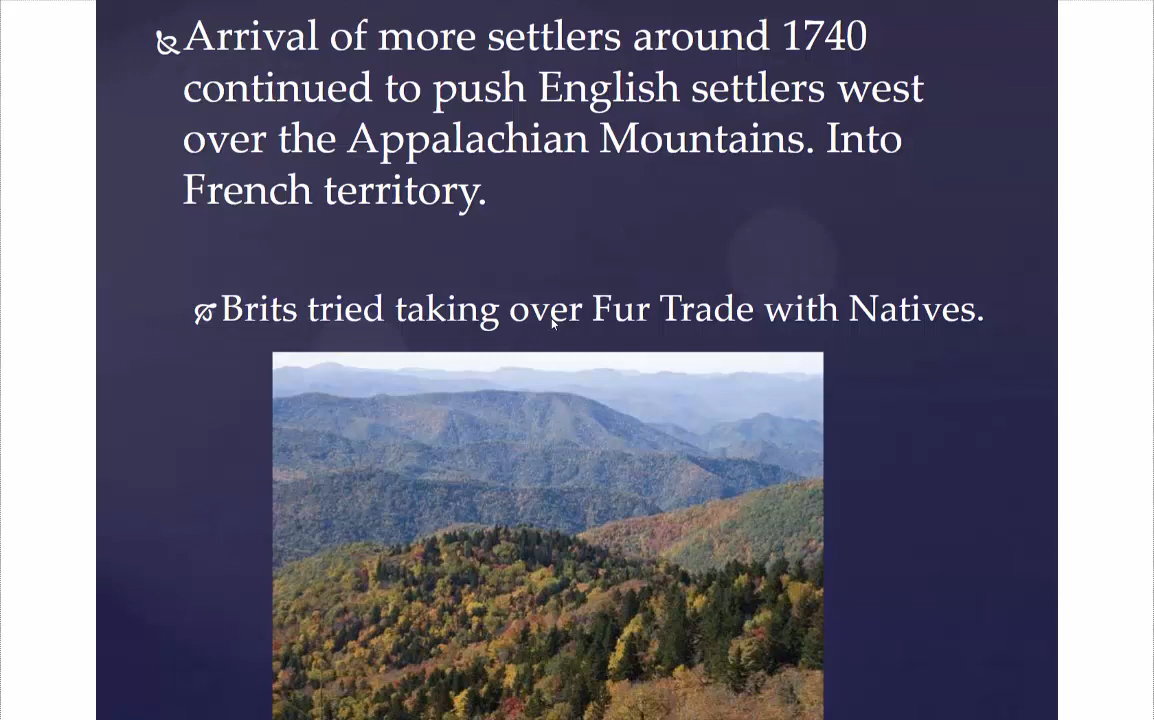 Arrival of more settlers around 1740
continued to push English settlers west
over the Appalachian Mountains. Into
French territory.
Brits tried taking over Fur Trade with Natives.